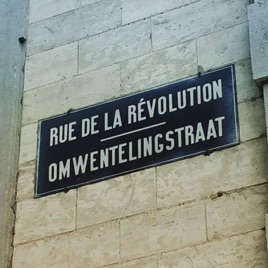 RUE DE LA RÉVOLUTION
OMWENTELINGSTRAAT